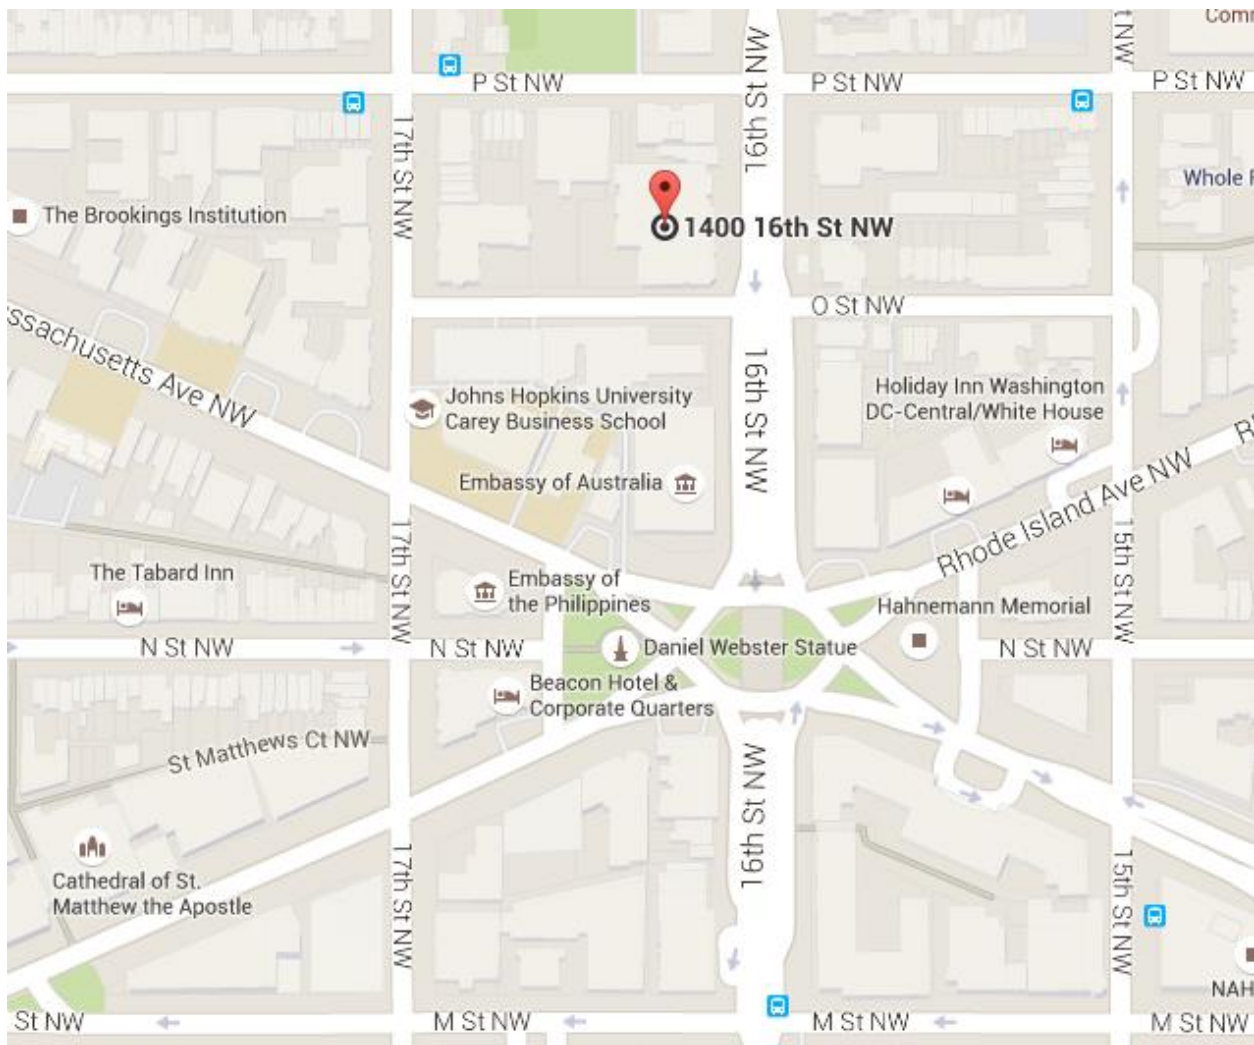 Com
P St NW
P St NW
P St NW
St NW
16th St NW
17th St NW
Whole F
The Brookings Institution
1400 16th St NW
O St NW
ssachusetts Ave NW
16th St NW
Johns Hopkins University
Carey Business School
Holiday Inn Washington
DC-Central/White House
Embassy of Australia
Rhode Island Ave NW
R
17th St NW
15th St NW
The Tabard Inn
Embassy of
the Philippines
Hahnemann Memorial
N St NW
N St NW
Daniel Webster Statue
N St NW
Beacon Hotel &
Corporate Quarters
St Matthews Ct NW
16th St NW
17th St NW
15th St NW
Cathedral of St.
Matthew the Apostle
NAH
St NW
M St NW
M St NW
M St NW